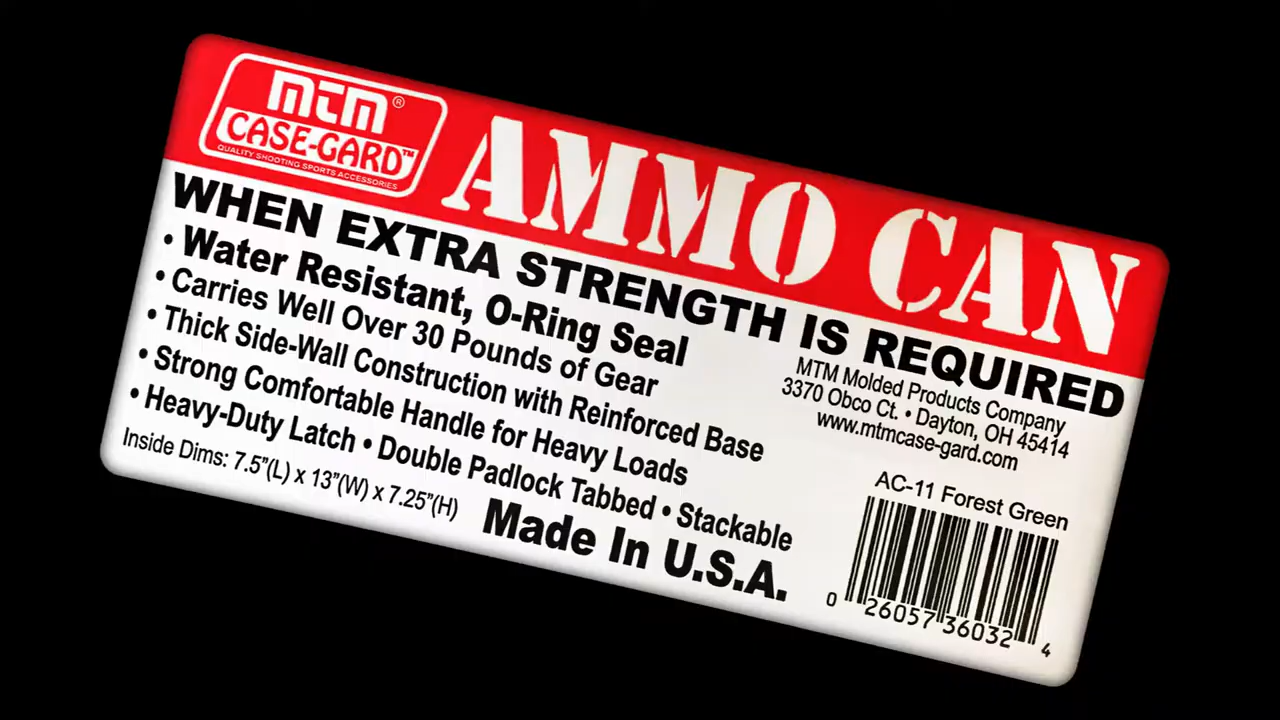 MTM®
CASE-GARD™
QUALITY SHOOTING SPORTS ACCESSORIES
AMMO CAN
WHEN EXTRA STRENGTH IS REQUIRED
• Water Resistant, O-Ring Seal
• Carries Well Over 30 Pounds of Gear
• Thick Side-Wall Construction with Reinforced Base
• Strong Comfortable Handle for Heavy Loads
• Heavy-Duty Latch • Double Padlock Tabbed • Stackable
Inside Dims: 7.5”(L) x 13”(W) x 7.25”(H)
Made In U.S.A.
MTM Molded Products Company
3370 Obco Ct. • Dayton, OH 45414
www.mtmcase-gard.com
AC-11 Forest Green
0 26057 36032 4